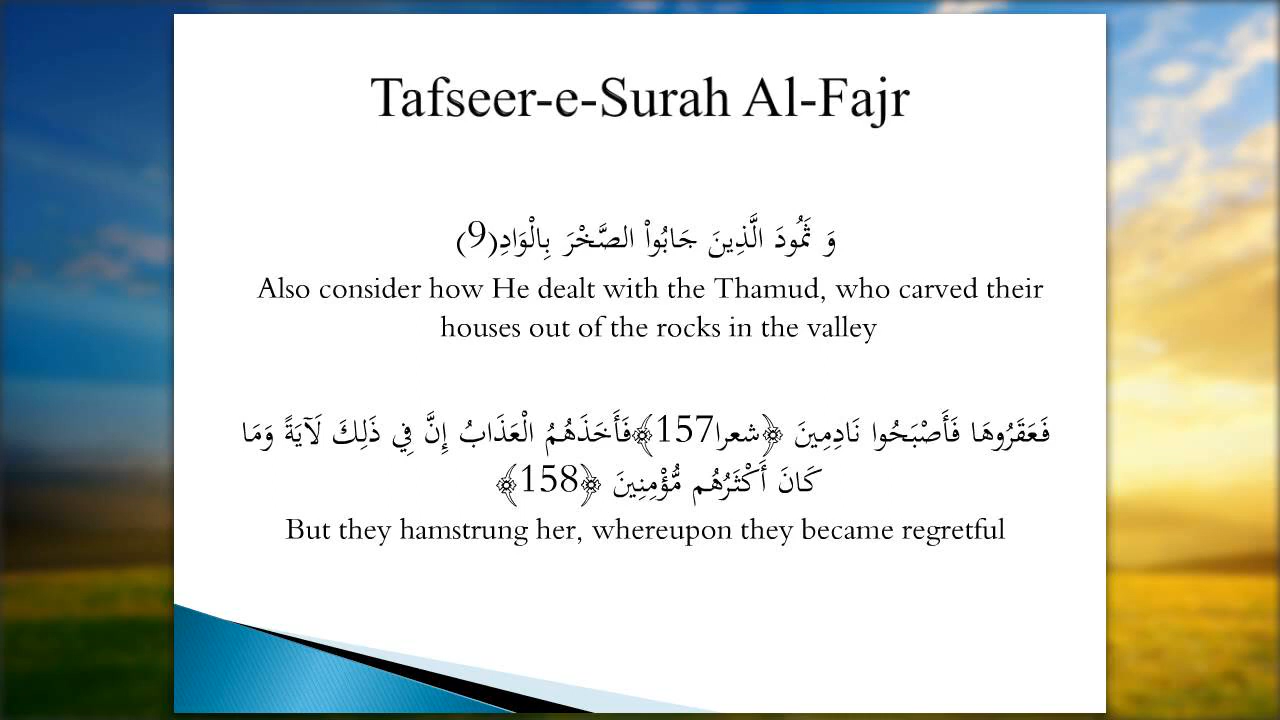 Tafseer-e-Surah Al-Fajr
وَ ثَمُودَ الَّذِينَ جَابُواْ الصَّخْرَ بِالْوَادِ(9)
Also consider how He dealt with the Thamud, who carved their
houses out of the rocks in the valley
فَعَقَرُوهَا فَأَصْبَحُوا نَادِمِينَ ﴿شعرا157﴾فَأَخَذَهُمُ الْعَذَابُ إِنَّ فِي ذَلِكَ لَآيَةً وَمَا
كَانَ أَكْثَرُهُم مُّؤْمِنِينَ ﴿158﴾
But they hamstrung her, whereupon they became regretful